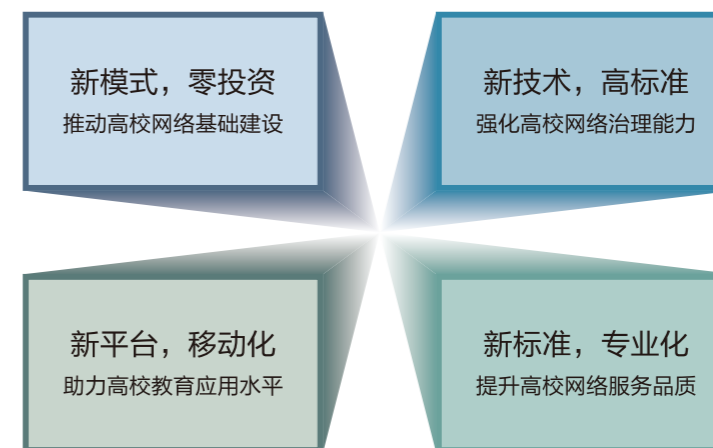 新模式，零投资
推动高校网络基础建设
新技术，高标准
强化高校网络治理能力
新平台，移动化
助力高校教育应用水平
新标准，专业化
提升高校网络服务品质